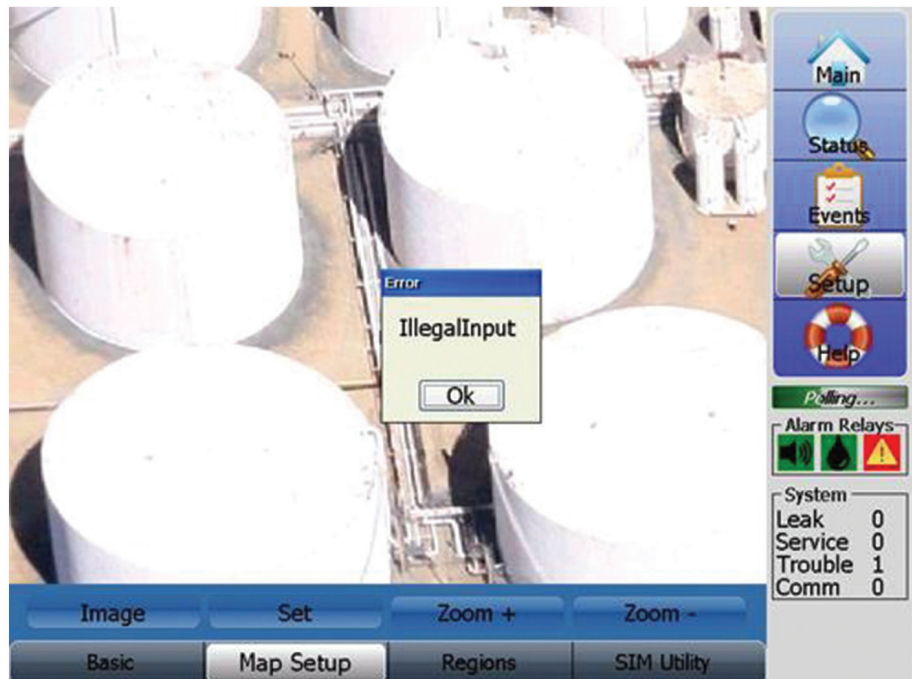 Main
Status
Events
Setup
Help
Polling...
Alarm Relays
System
Leak 0
Service 0
Trouble 1
Comm 0
Error
IllegalInput
Ok
Image Set Zoom + Zoom -
Basic Map Setup Regions SIM Utility